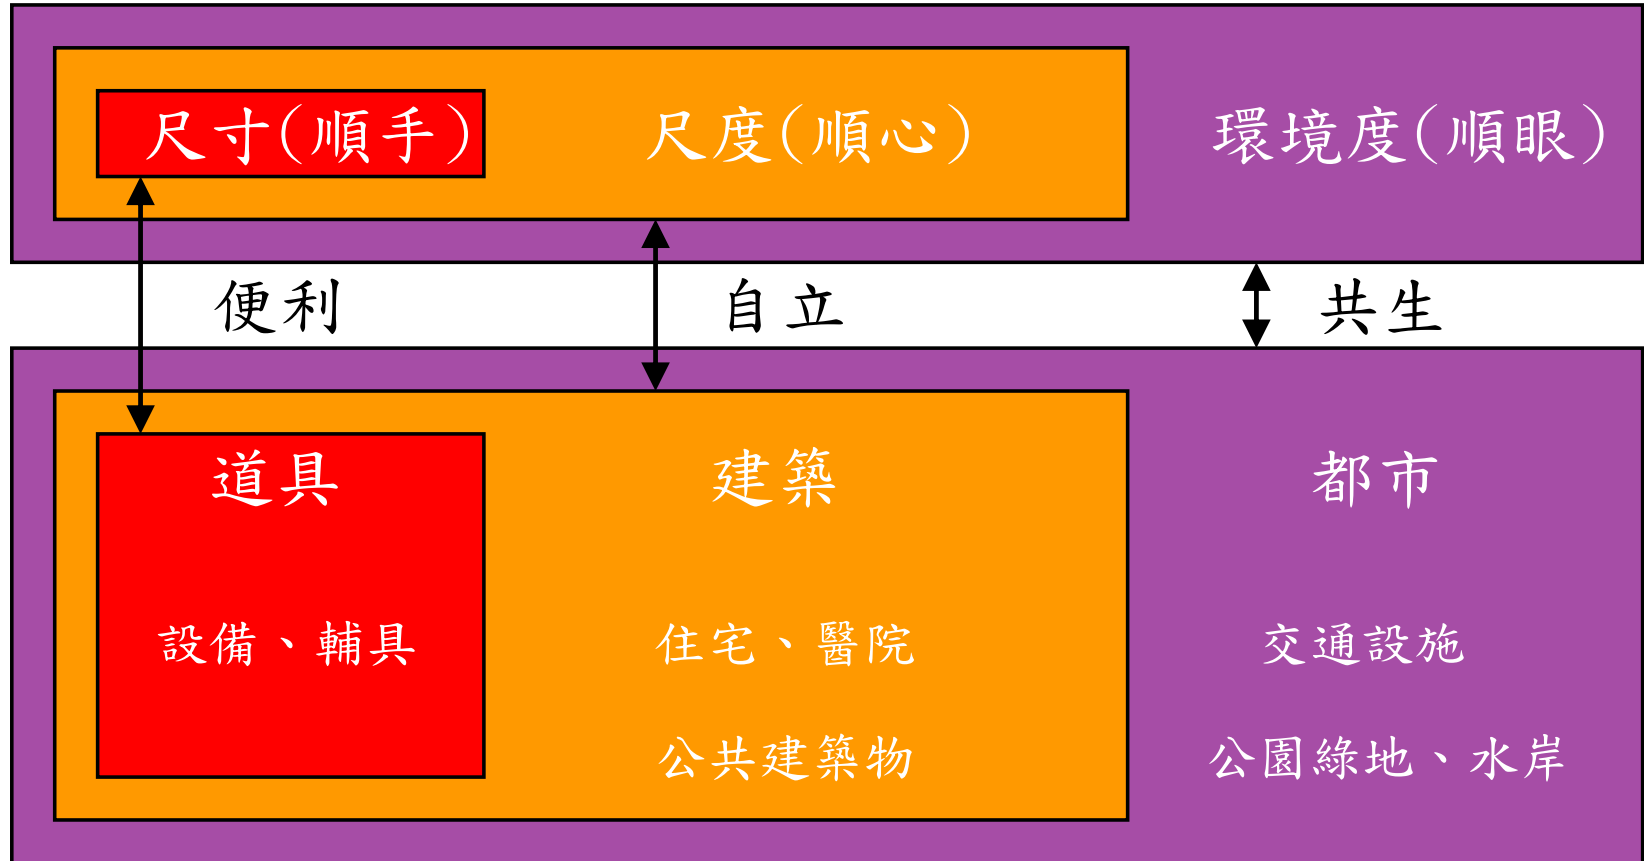 尺寸(順手) 尺度(順心) 環境度(順眼)
便利 自立 共生
道具 建築 都市
設備、輔具 住宅、醫院 交通設施
公共建築物 公園綠地、水岸